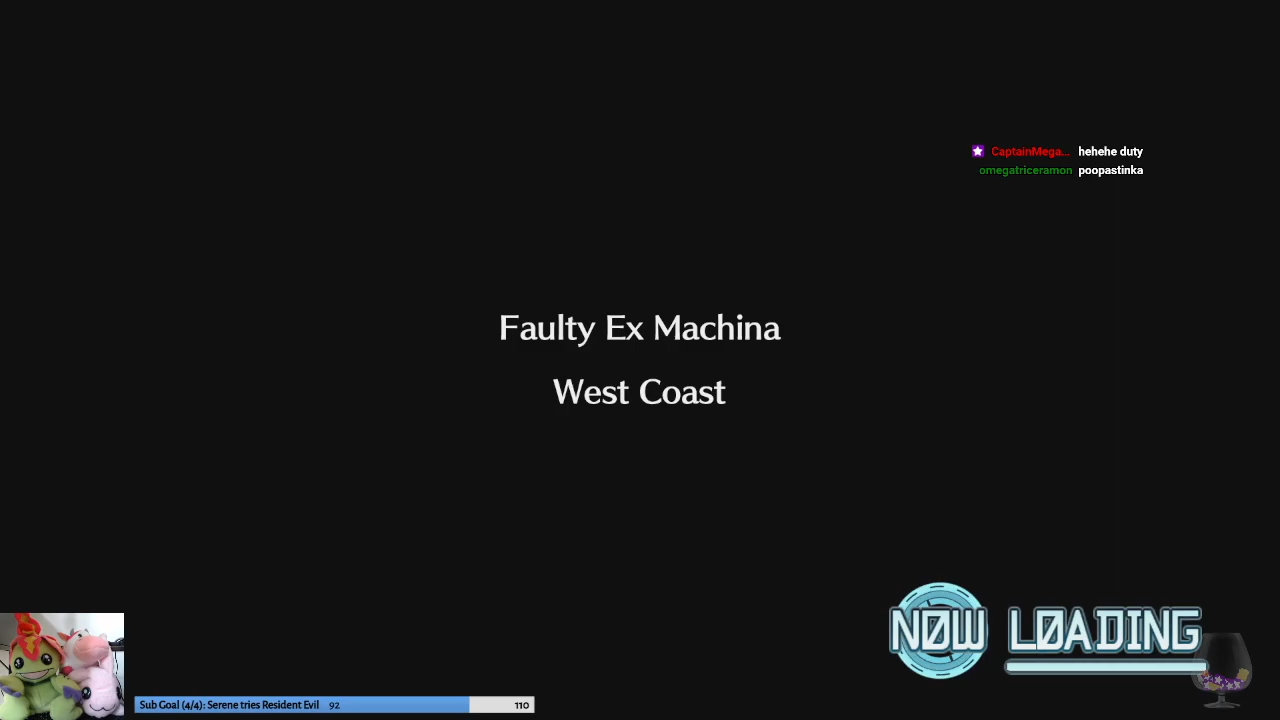 CaptainMega... hehehe duty
omegatriceramon poopastinka
Faulty Ex Machina
West Coast
NOW LOADING
Sub Goal (4/4): Serene tries Resident Evil 92 110